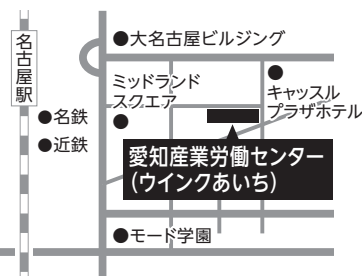 名古屋駅
●大名古屋ビルジング
ミッドランド
スクエア
キャッスル
プラザホテル
●名鉄
●近鉄
愛知産業労働センター
(ウインクあいち)
●モード学園